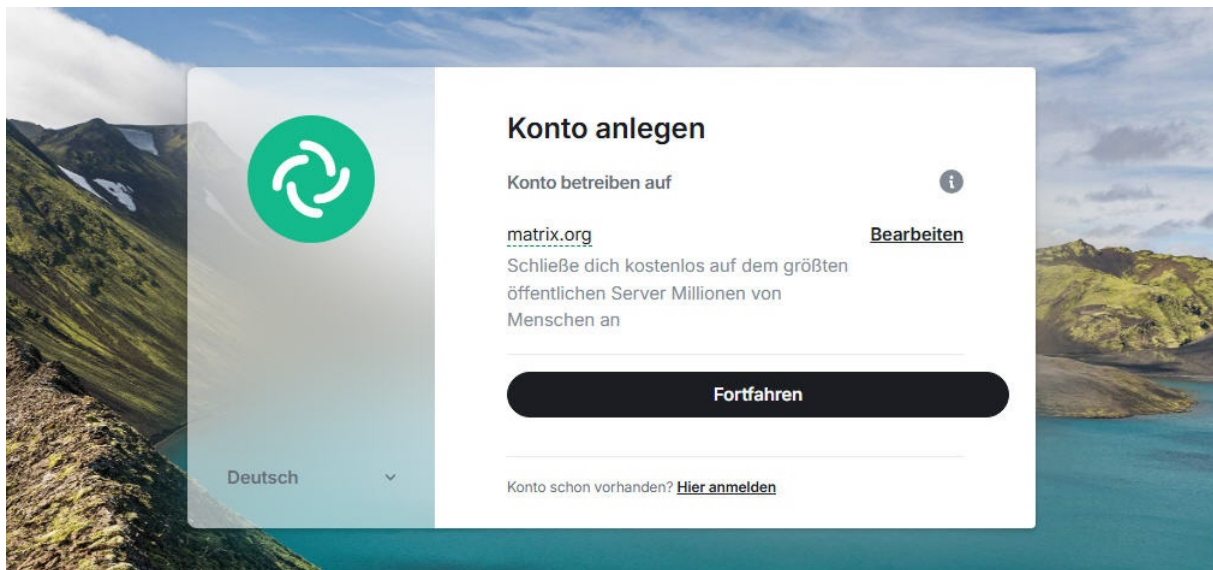 Konto anlegen
Konto betreiben auf
matrix.org
Bearbeiten
Schließe dich kostenlos auf dem größten
öffentlichen Server Millionen von
Menschen an
Fortfahren
Deutsch
Konto schon vorhanden? Hier anmelden